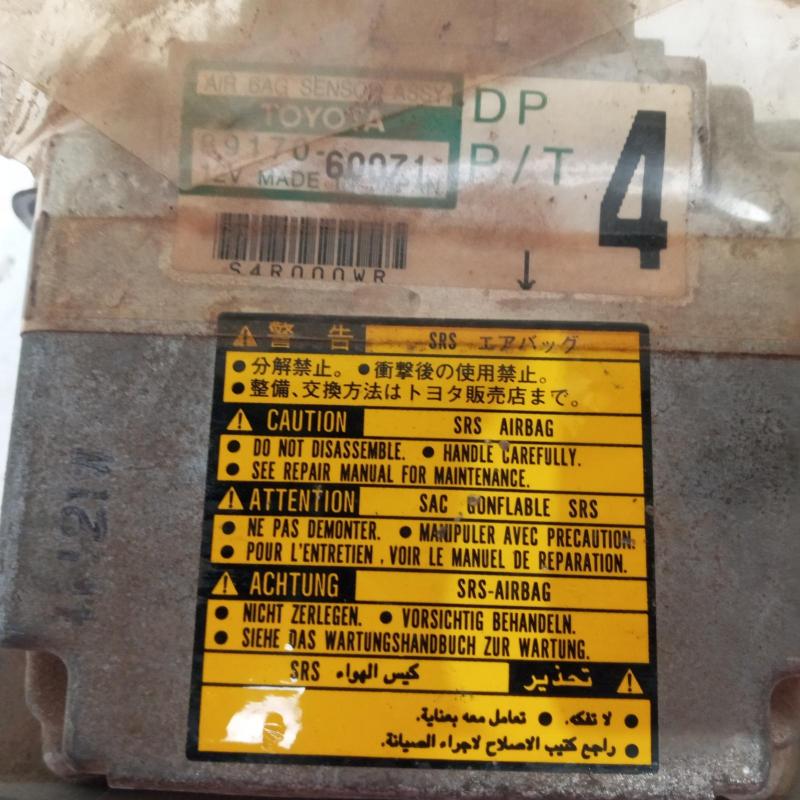 AIR BAG SENSOR ASSY
DP
TOYOTA
89170-60071
P/T
4
12V MADE IN JAPAN
S4R000WR
警告 SRS エアバッグ
● 分解禁止。 ● 衝撃後の使用禁止。
● 整備、交換方法はトヨタ販売店まで。
CAUTION SRS AIRBAG
● DO NOT DISASSEMBLE. ● HANDLE CAREFULLY.
● SEE REPAIR MANUAL FOR MAINTENANCE.
ATTENTION SAC GONFLABLE SRS
● NE PAS DEMONTER. ● MANIPULER AVEC PRECAUTION.
● POUR L'ENTRETIEN , VOIR LE MANUEL DE REPARATION.
ACHTUNG SRS-AIRBAG
● NICHT ZERLEGEN. ● VORSICHTIG BEHANDELN.
● SIEHE DAS WARTUNGSHANDBUCH ZUR WARTUNG.
تحذير كيس الهواء SRS
● لا تفكه. ● تعامل معه بعناية.
● راجع كتيب الاصلاح لاجراء الصيانة.